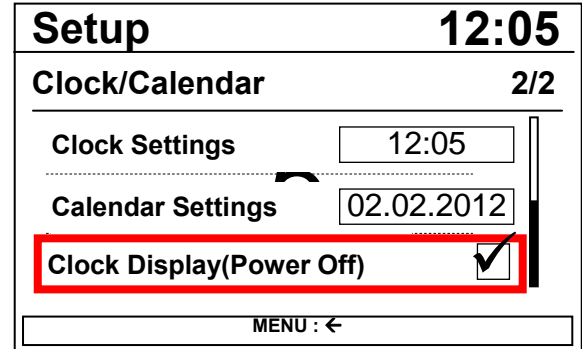 Setup 12:05
Clock/Calendar 2/2
Clock Settings 12:05
Calendar Settings 02.02.2012
Clock Display(Power Off) ✓
MENU : ←